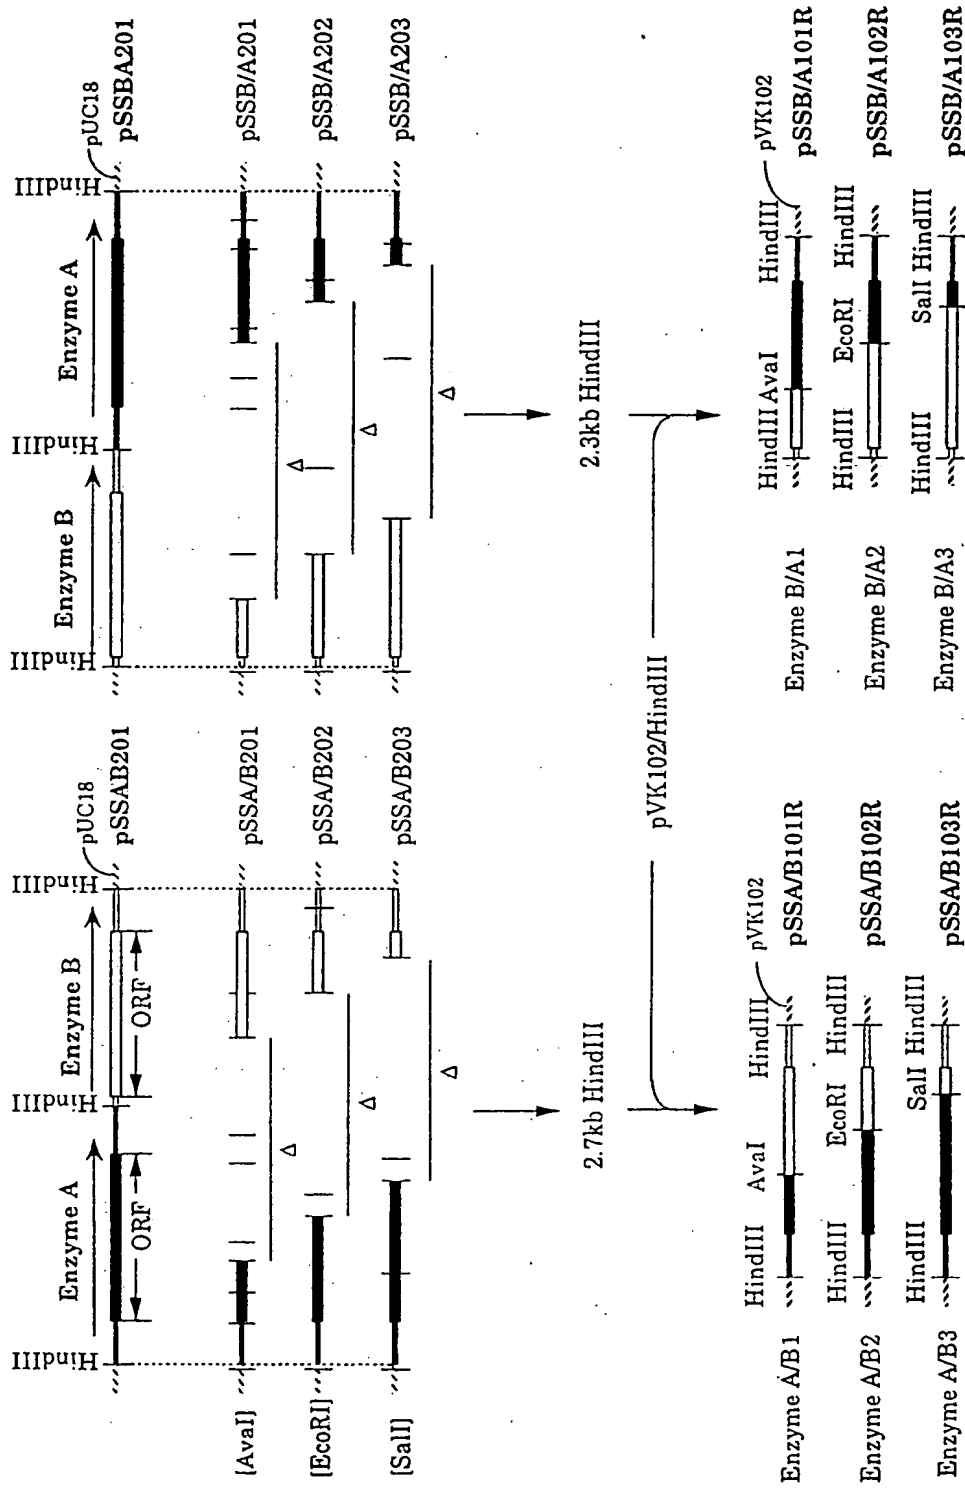 HindIII
Enzyme A
HindIII
Enzyme B
HindIII
pUC18
ORF
ORF
pSSAB201
[AvaI]
pSSA/B201
[EcoRI]
Δ
pSSA/B202
[SalI]
Δ
pSSA/B203
Δ
HindIII
Enzyme B
HindIII
Enzyme A
HindIII
pUC18
pSSBA201
pSSB/A201
Δ
pSSB/A202
Δ
pSSB/A203
Δ
2.7kb HindIII
2.3kb HindIII
pVK102/HindIII
Enzyme A/B1
HindIII
AvaI
HindIII
pVK102
pSSA/B101R
Enzyme A/B2
HindIII
EcoRI
HindIII
pSSA/B102R
Enzyme A/B3
HindIII
SalI HindIII
pSSA/B103R
Enzyme B/A1
HindIII AvaI
HindIII
pVK102
pSSB/A101R
Enzyme B/A2
HindIII
EcoRI
HindIII
pSSB/A102R
Enzyme B/A3
HindIII
SalI HindIII
pSSB/A103R